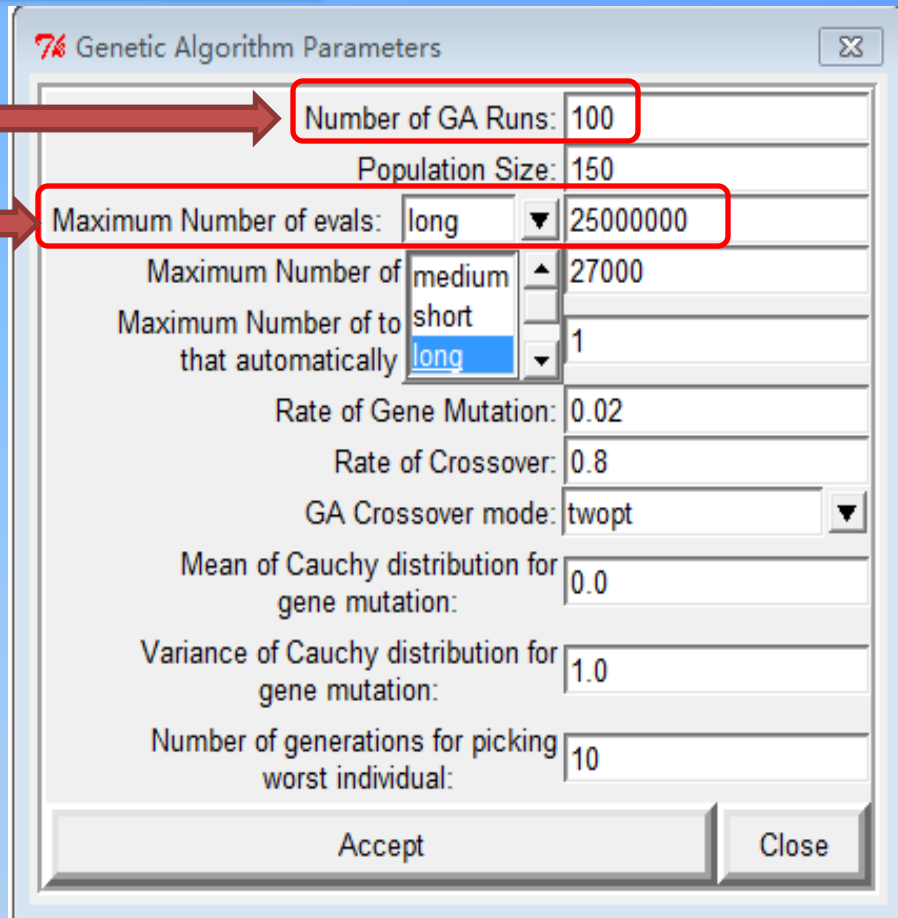 Genetic Algorithm Parameters
Number of GA Runs: 100
Population Size: 150
Maximum Number of evals: long 25000000
Maximum Number of 27000
medium
short
long
Maximum Number of to
that automatically 1
Rate of Gene Mutation: 0.02
Rate of Crossover: 0.8
GA Crossover mode: twopt
Mean of Cauchy distribution for
gene mutation: 0.0
Variance of Cauchy distribution for
gene mutation: 1.0
Number of generations for picking
worst individual: 10
Accept Close